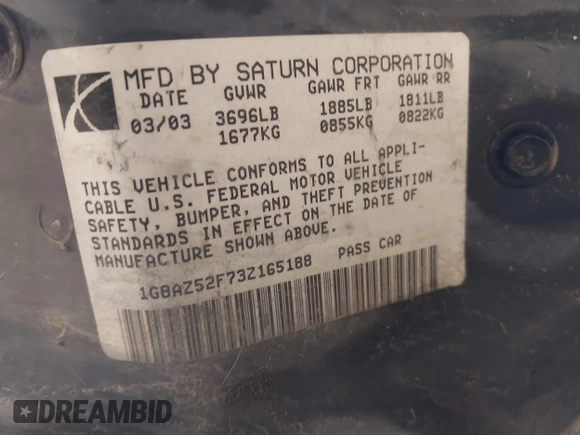 MFD BY SATURN CORPORATION
DATE GVWR GAWR FRT GAWR RR
03/03 3696LB 1885LB 1811LB
1677KG 0855KG 0822KG
THIS VEHICLE CONFORMS TO ALL APPLI-
CABLE U.S. FEDERAL MOTOR VEHICLE
SAFETY, BUMPER, AND THEFT PREVENTION
STANDARDS IN EFFECT ON THE DATE OF
MANUFACTURE SHOWN ABOVE.
1G8AZ52F73Z165188 PASS CAR
DREAMBID